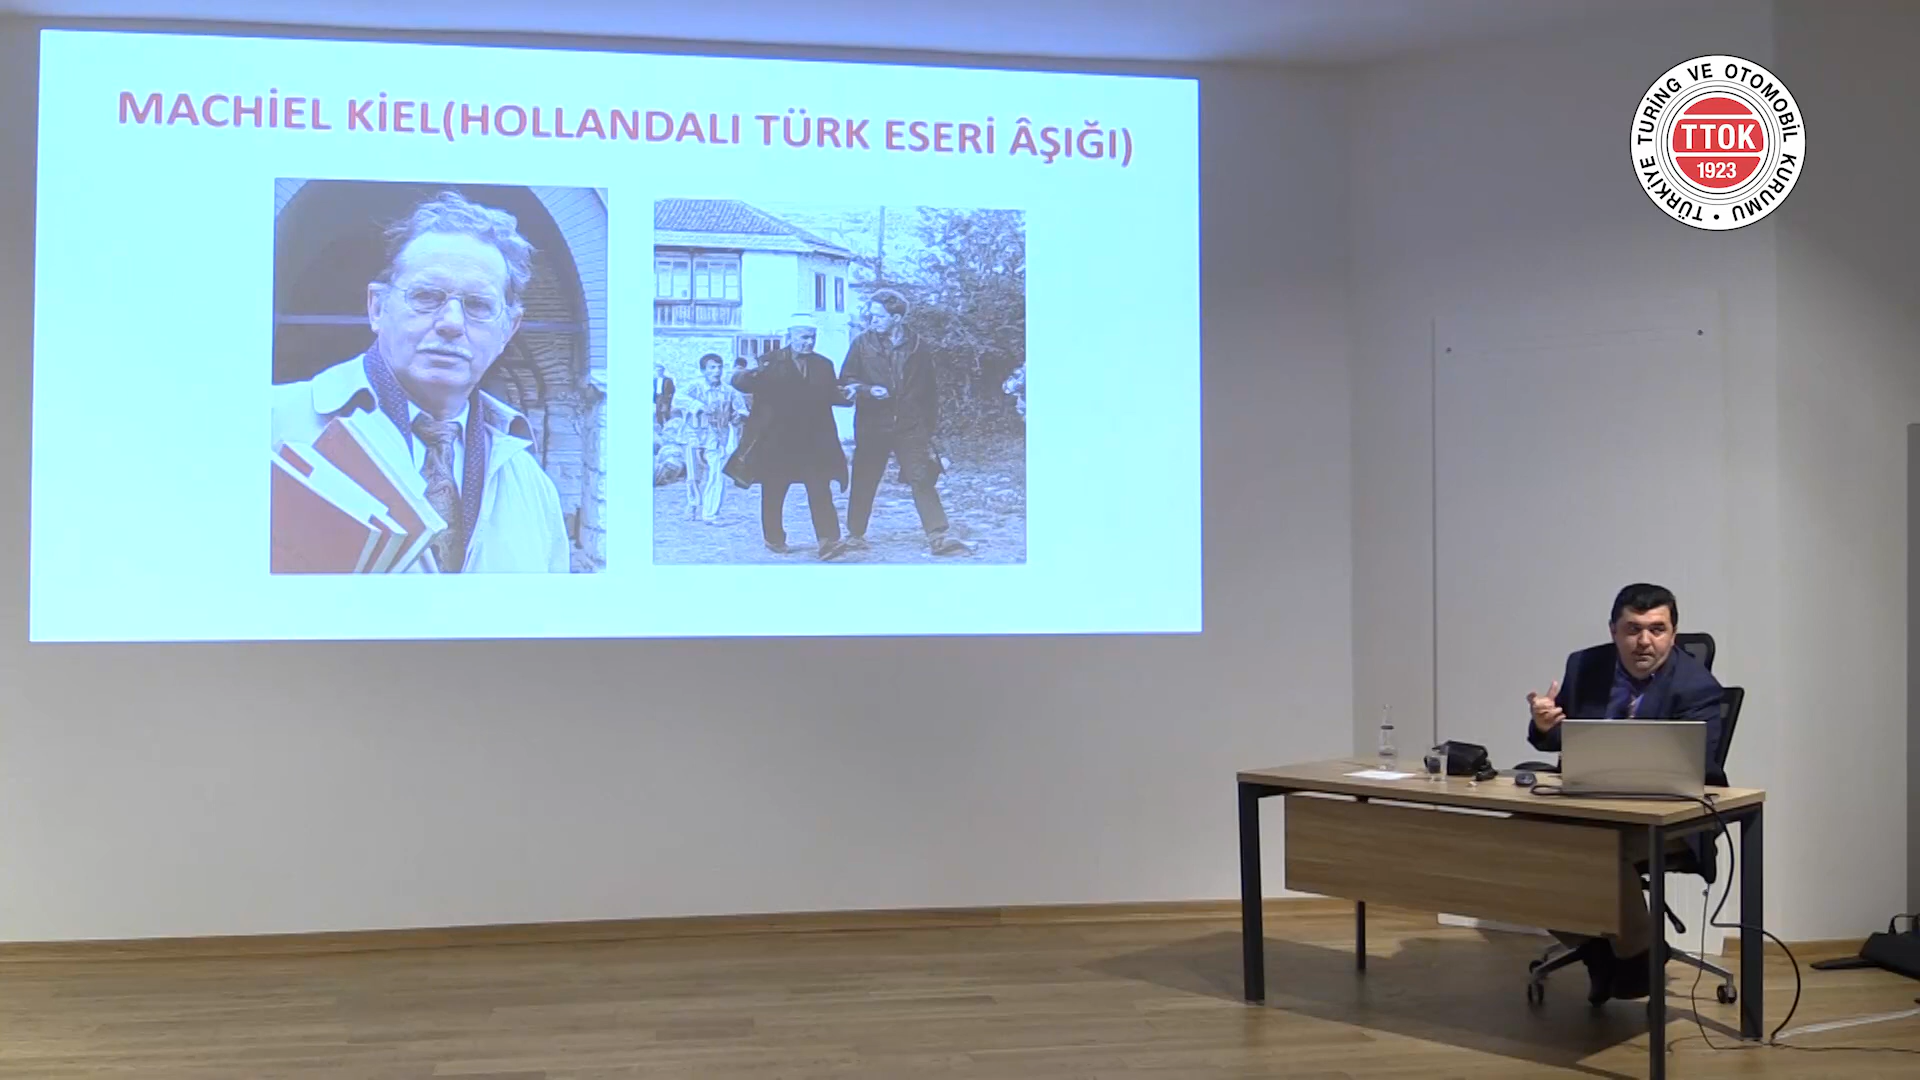 MACHİEL KİEL(HOLLANDALI TÜRK ESERİ ÂŞIĞI)
TÜRKİYE TURİNG VE OTOMOBİL KURUMU
TTOK
1923